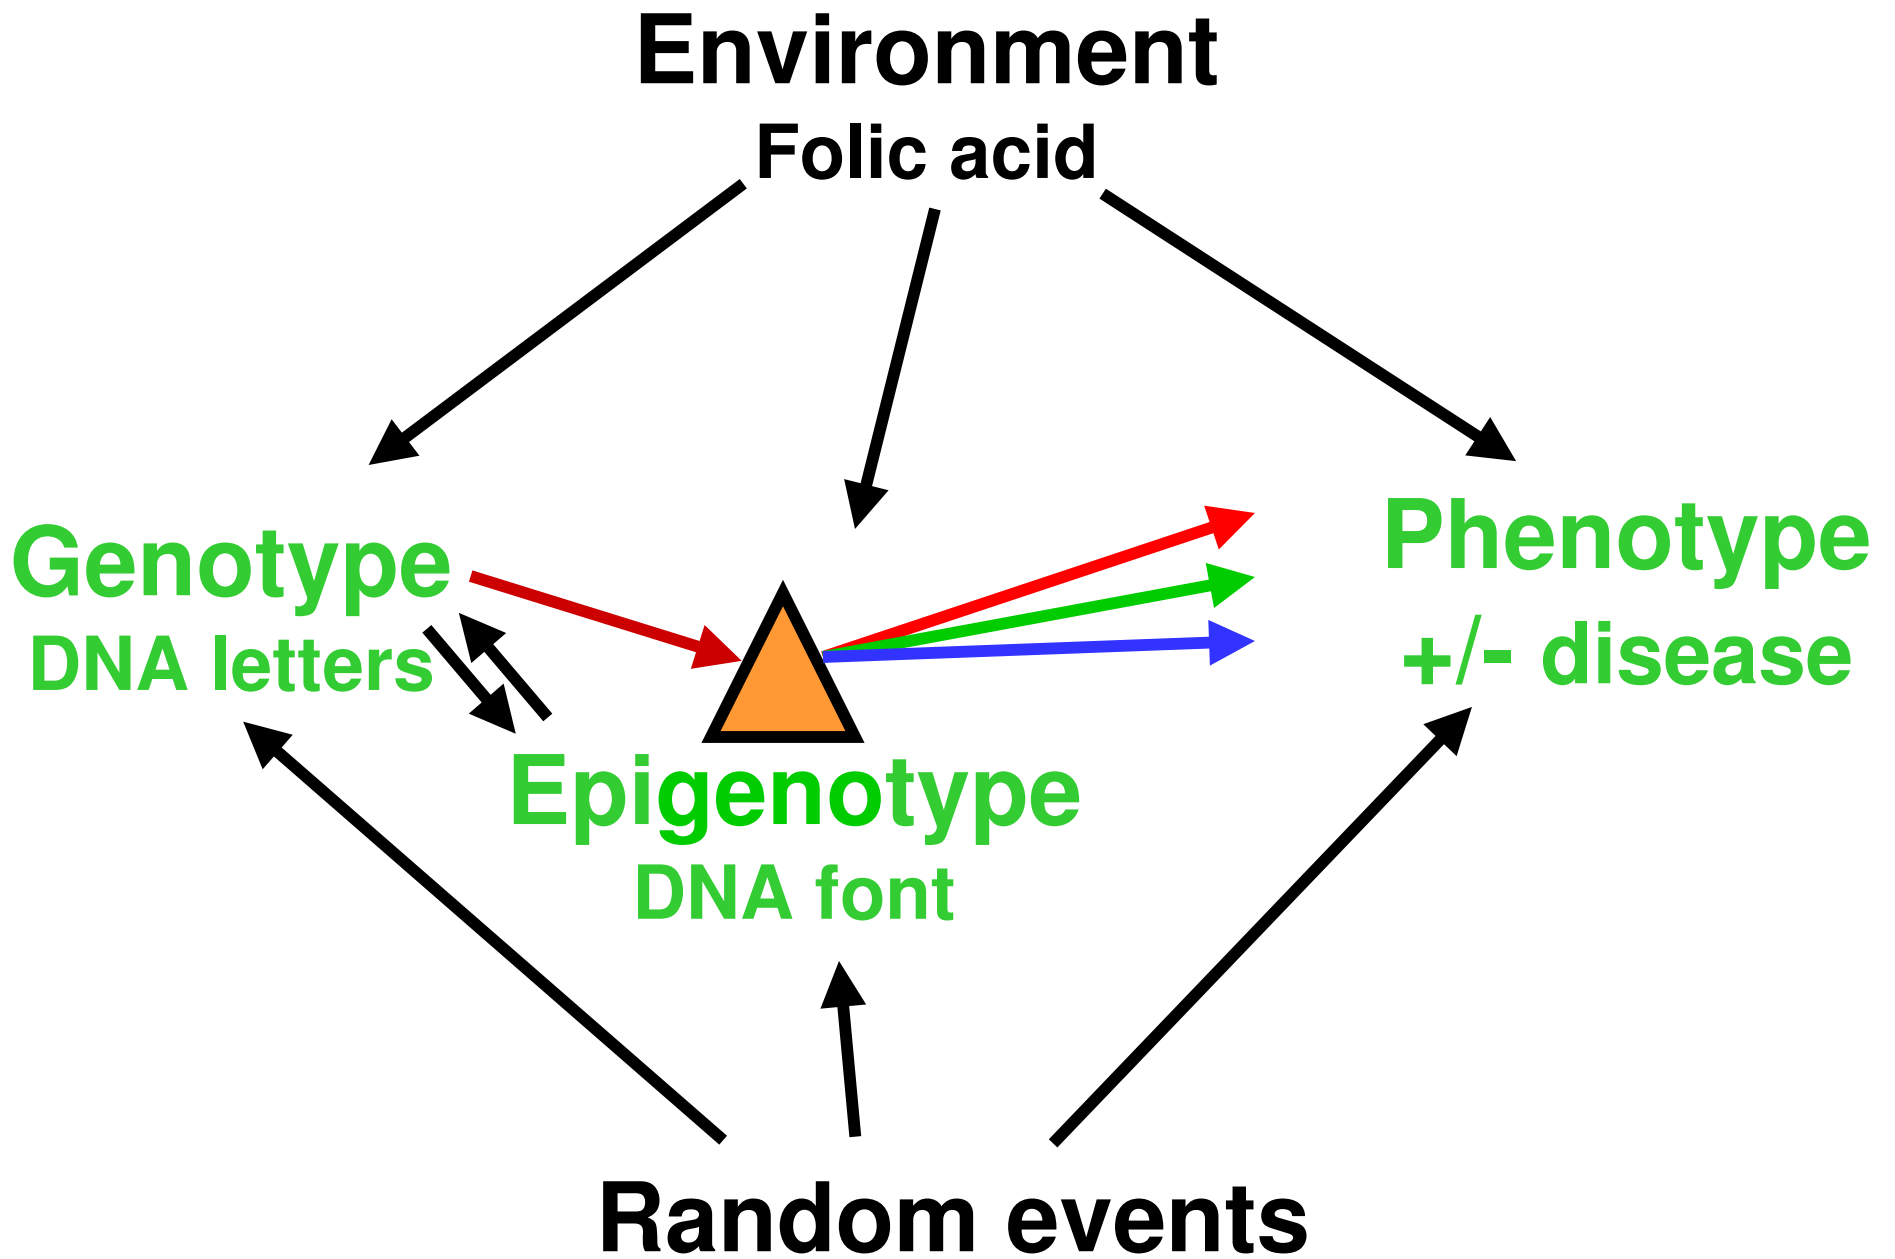 Environment
Folic acid
Genotype
DNA letters
Phenotype
+/- disease
Epigenotype
DNA font
Random events